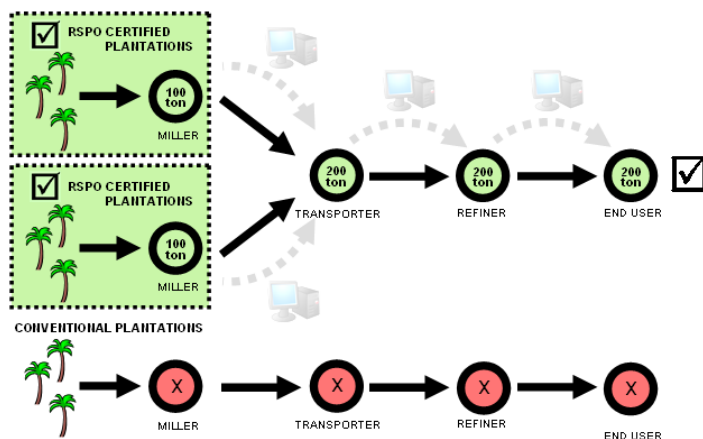 RSPO CERTIFIED
PLANTATIONS
100
ton
MILLER
RSPO CERTIFIED
PLANTATIONS
100
ton
MILLER
200
ton
TRANSPORTER
200
ton
REFINER
200
ton
END USER
CONVENTIONAL PLANTATIONS
X
MILLER
X
TRANSPORTER
X
REFINER
X
END USER